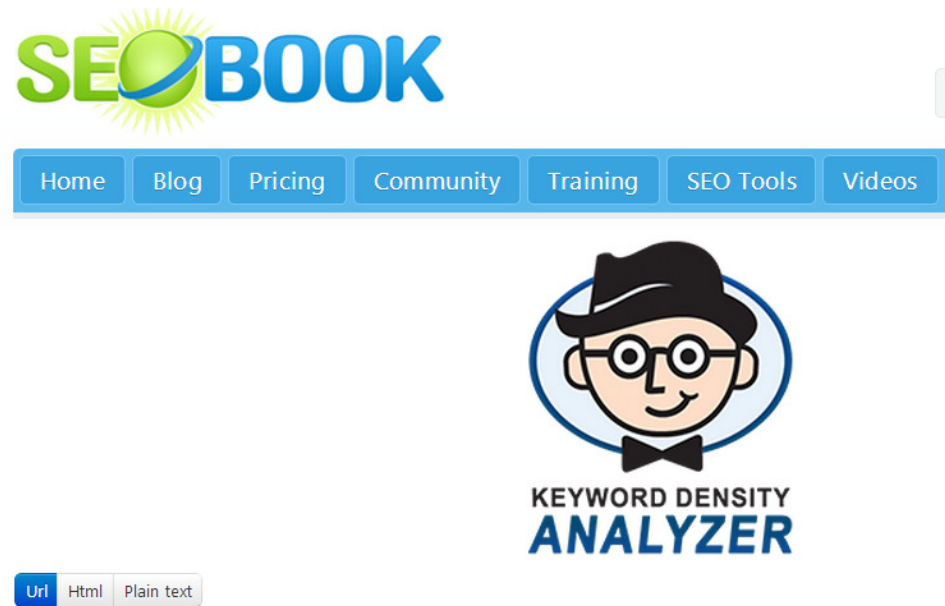 SEOBOOK
Home Blog Pricing Community Training SEO Tools Videos
KEYWORD DENSITY
ANALYZER
Url Html Plain text